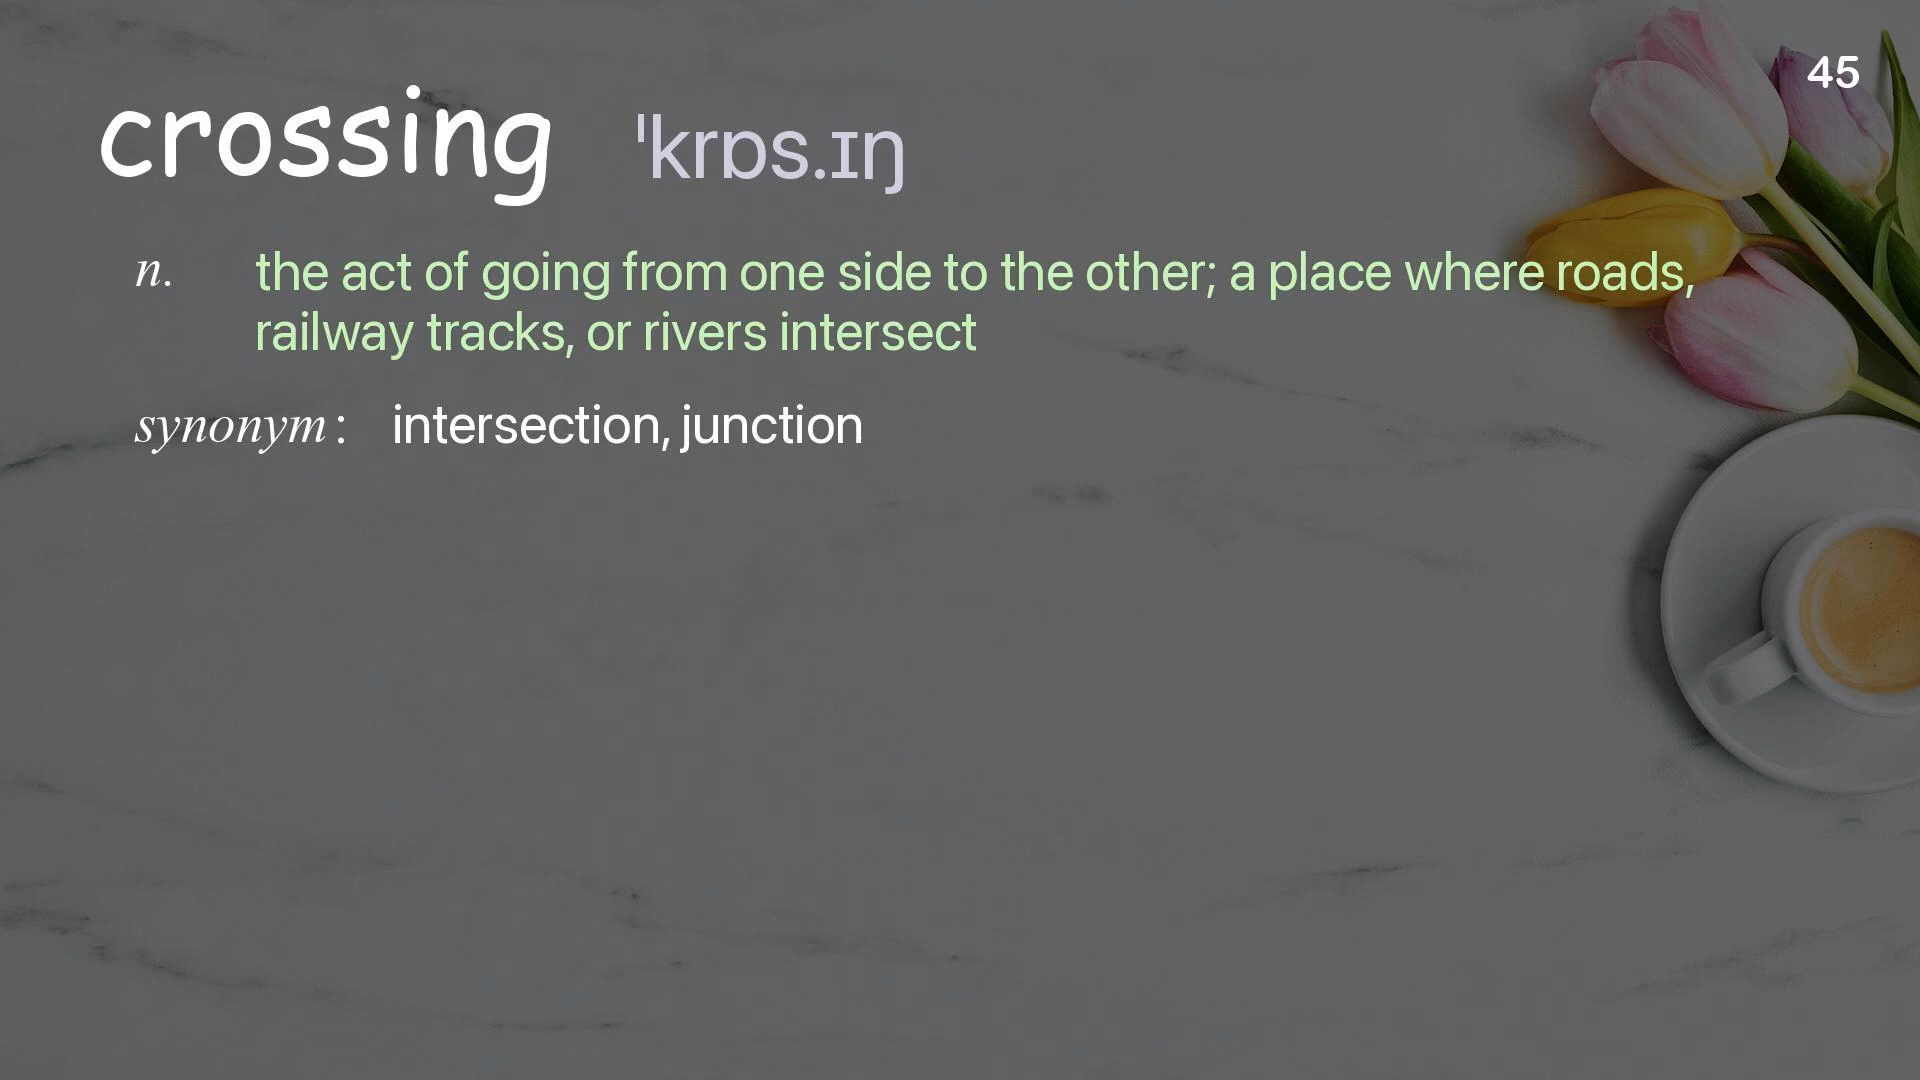 45
crossing ˈkrɒs.ɪŋ
n. the act of going from one side to the other; a place where roads,
railway tracks, or rivers intersect
synonym: intersection, junction